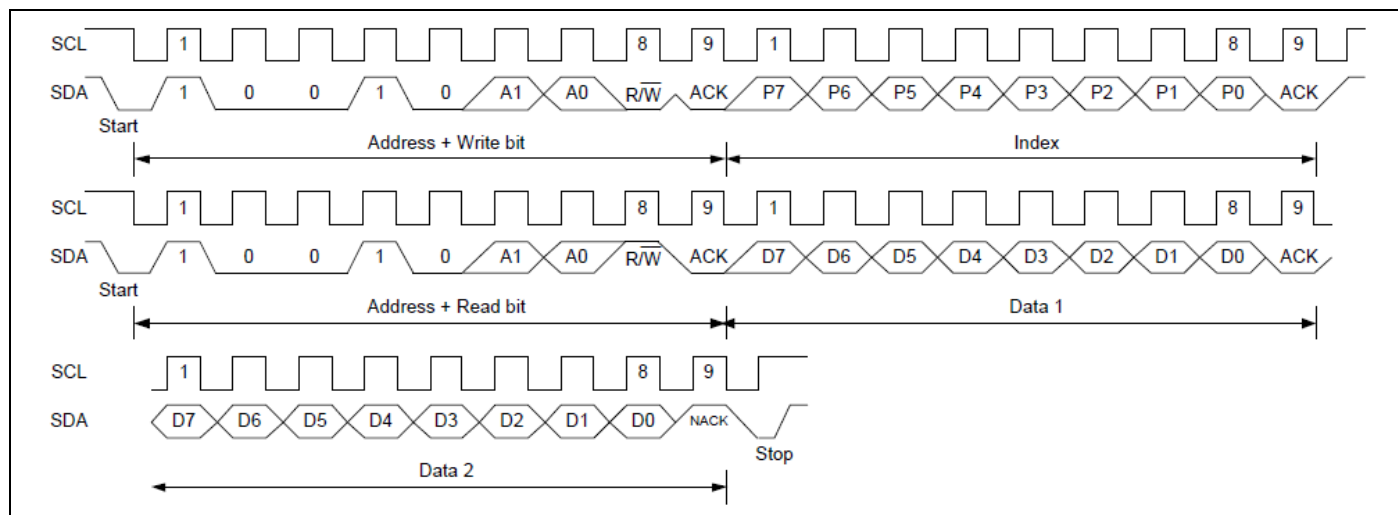 SCL 1 8 9 1 8 9
SDA 1 0 0 1 0 A1 A0 R/W̅ ACK P7 P6 P5 P4 P3 P2 P1 P0 ACK
Start
Address + Write bit Index
SCL 1 8 9 1 8 9
SDA 1 0 0 1 0 A1 A0 R/W̅ ACK D7 D6 D5 D4 D3 D2 D1 D0 ACK
Start
Address + Read bit Data 1
SCL 1 8 9
SDA D7 D6 D5 D4 D3 D2 D1 D0 NACK
Stop
Data 2